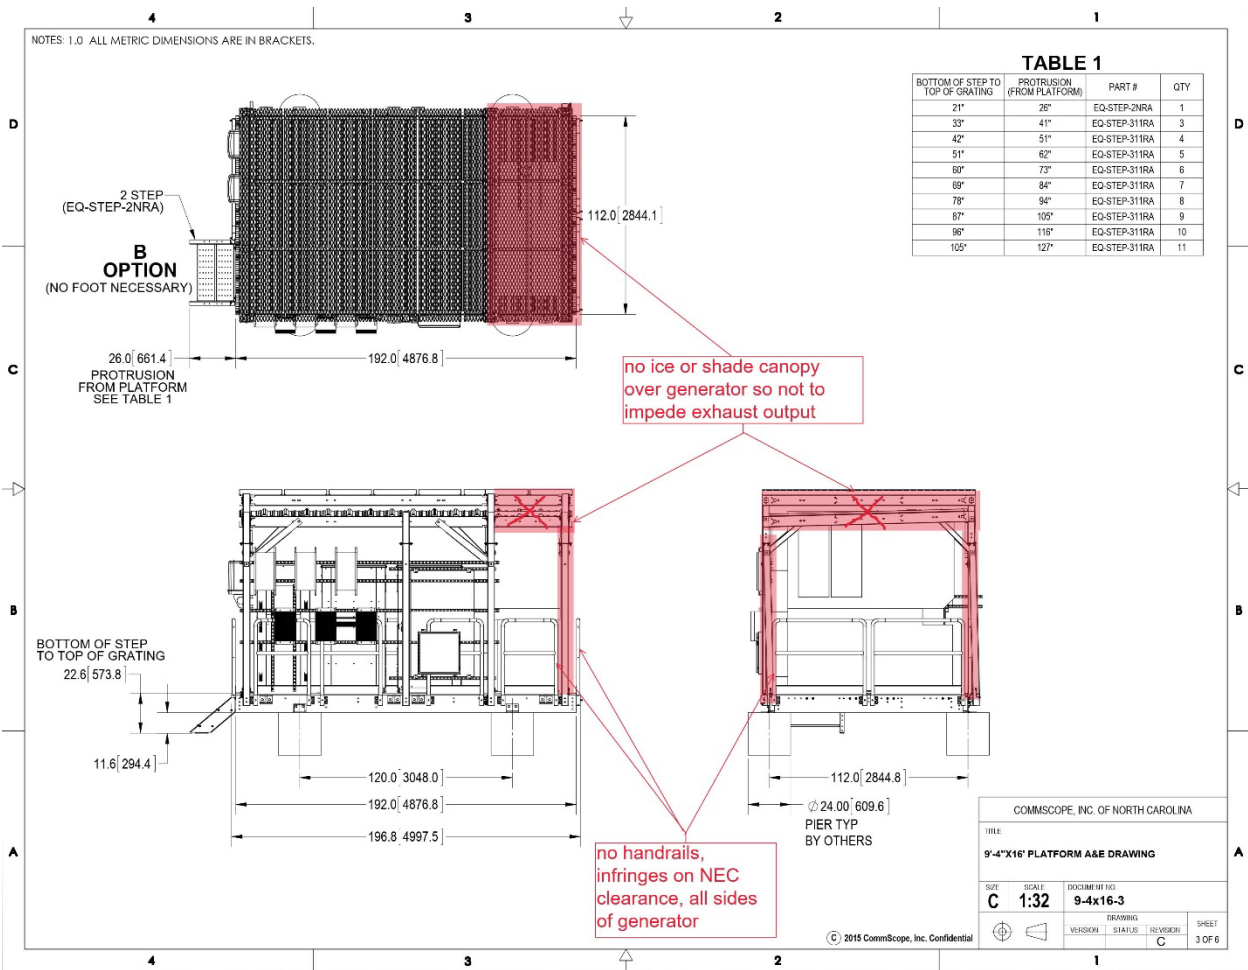 4 3 2 1
NOTES: 1.0 ALL METRIC DIMENSIONS ARE IN BRACKETS.
TABLE 1
BOTTOM OF STEP TO TOP OF GRATING PROTRUSION (FROM PLATFORM) PART # QTY
21" 26" EQ-STEP-2NRA 1
33" 41" EQ-STEP-311RA 3
42" 51" EQ-STEP-311RA 4
51" 62" EQ-STEP-311RA 5
60" 73" EQ-STEP-311RA 6
69" 84" EQ-STEP-311RA 7
78" 94" EQ-STEP-311RA 8
87" 105" EQ-STEP-311RA 9
96" 116" EQ-STEP-311RA 10
105" 127" EQ-STEP-311RA 11
D D
2 STEP
(EQ-STEP-2NRA)
112.0[2844.1]
B
OPTION
(NO FOOT NECESSARY)
26.0[661.4]
192.0[4876.8]
PROTRUSION
FROM PLATFORM
SEE TABLE 1
C C
no ice or shade canopy
over generator so not to
impede exhaust output
B B
BOTTOM OF STEP
TO TOP OF GRATING
22.6[573.8]
11.6[294.4]
120.0[3048.0]
192.0[4876.8]
196.8[4997.5]
112.0[2844.8]
Ø24.00[609.6]
PIER TYP
BY OTHERS
no handrails,
infringes on NEC
clearance, all sides
of generator
A A
COMMSCOPE, INC. OF NORTH CAROLINA
TITLE
9'-4"X16' PLATFORM A&E DRAWING
SIZE SCALE DOCUMENT NO.
C 1:32 9-4x16-3
DRAWING
VERSION STATUS REVISION SHEET
C 3 OF 6
© 2015 CommScope, Inc. Confidential
4 3 2 1